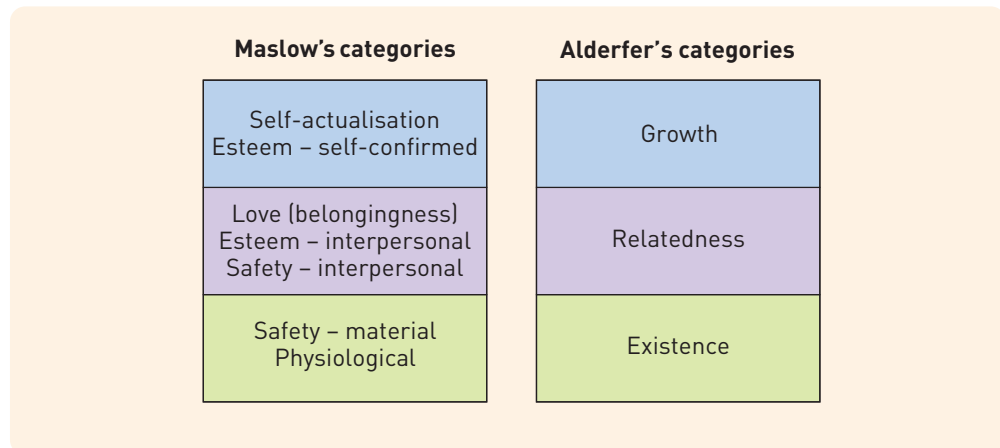 Maslow's categories
Self-actualisation
Esteem – self-confirmed
Love (belongingness)
Esteem – interpersonal
Safety – interpersonal
Safety – material
Physiological
Alderfer's categories
Growth
Relatedness
Existence